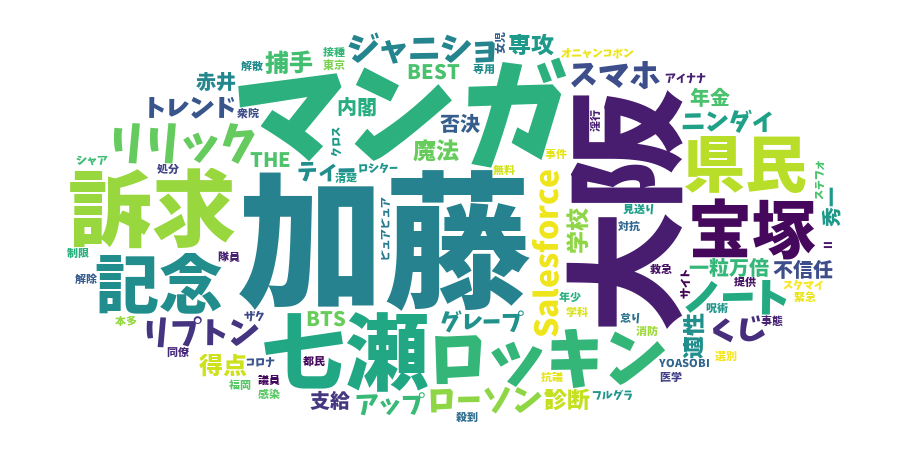 ジャニショ
専攻
女児
専用
オニャンコポン
接種
東京
解散
捕手
BEST
スマホ
アイナナ
赤井
マンガ
年金
トレンド
衆院
内閣
否決
淫行
ニンダイ
リリック
クロス
THE
魔法
事件
大阪
県民
シャア
処分
ティー
清楚
ロシター
無料
ステフォ
訴求
加藤
ピュアピュア
Salesforce
学校
見送り
対抗
宝塚
秀一
=
制限
隊員
解除
記念
救急
サイト
一粒万倍
不信任
提供
スタマイ
緊急
ノート
年少
学科
呪術
本多
ザク
リプトン
BTS
グレープ
怠り
消防
適性
くじ
事態
同僚
七瀬
ロッキン
得点
コロナ
都民
YOASOBI
選別
医学
福岡
議員
感染
抗議
支給
アップ
ローソン
診断
フルグラ
殺到